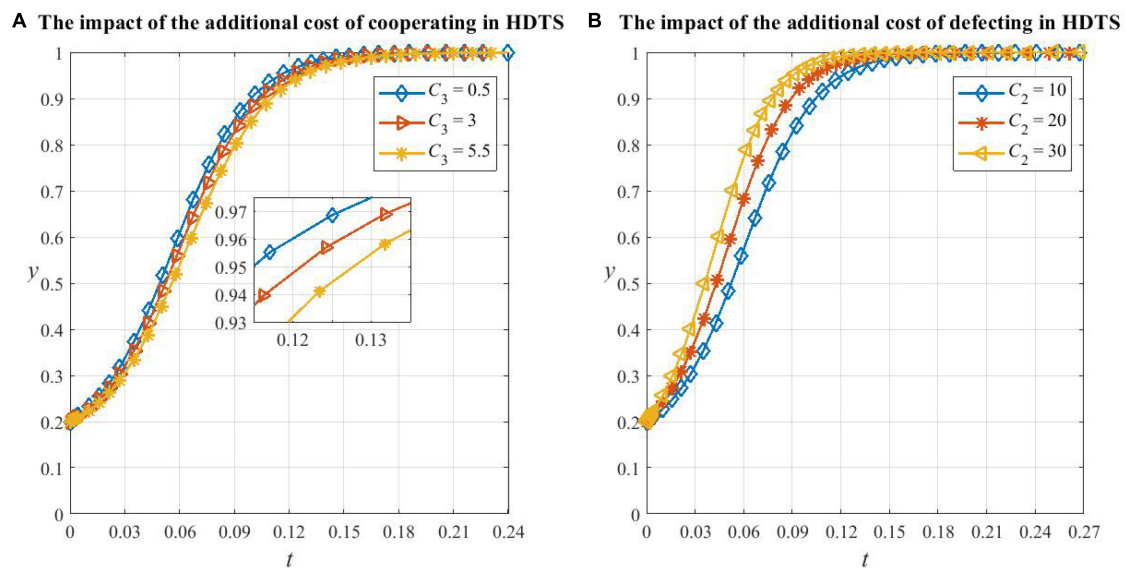 A The impact of the additional cost of cooperating in HDTS
1
0.9
0.8
0.7
0.6
y
0.5
0.4
0.3
0.2
0.1
0
0 0.03 0.06 0.09 0.12 0.15 0.18 0.21 0.24
t
C3 = 0.5
C3 = 3
C3 = 5.5
0.97
0.96
0.95
0.94
0.93
0.12 0.13
B The impact of the additional cost of defecting in HDTS
1
0.9
0.8
0.7
0.6
y
0.5
0.4
0.3
0.2
0.1
0
0 0.03 0.06 0.09 0.12 0.15 0.18 0.21 0.24 0.27
t
C2 = 10
C2 = 20
C2 = 30